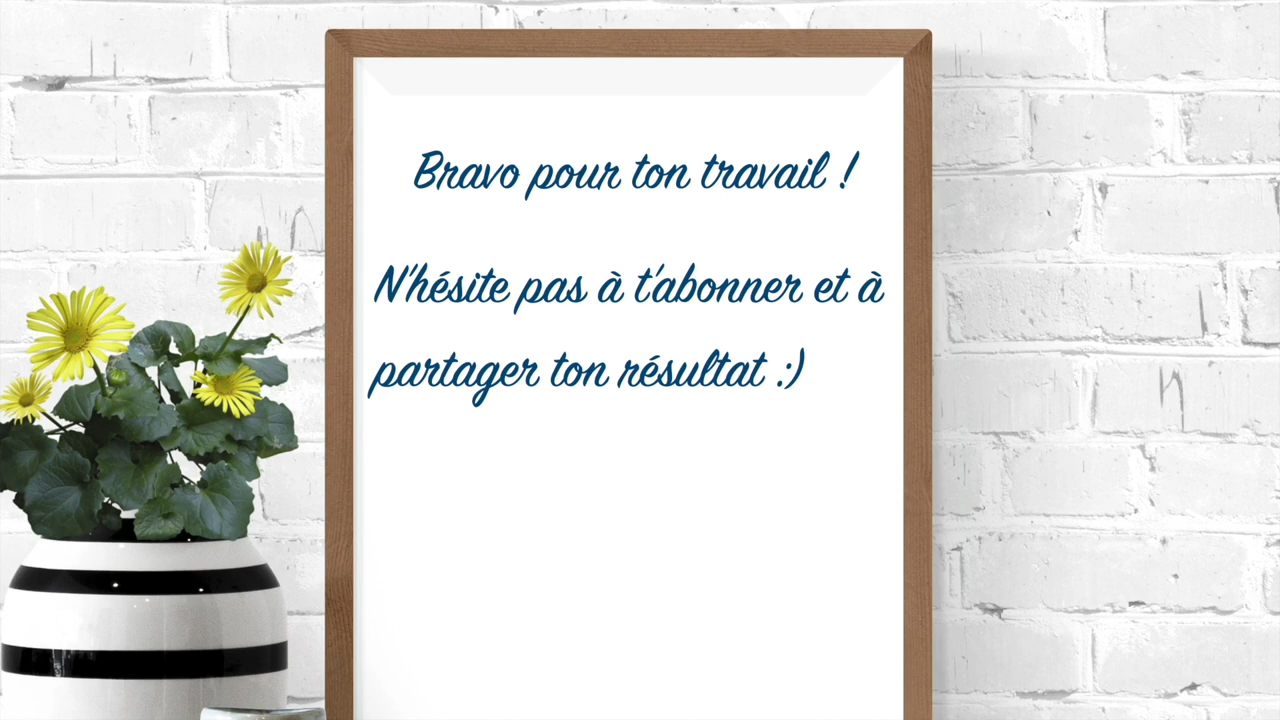 Bravo pour ton travail !
N'hésite pas à t'abonner et à
partager ton résultat :)